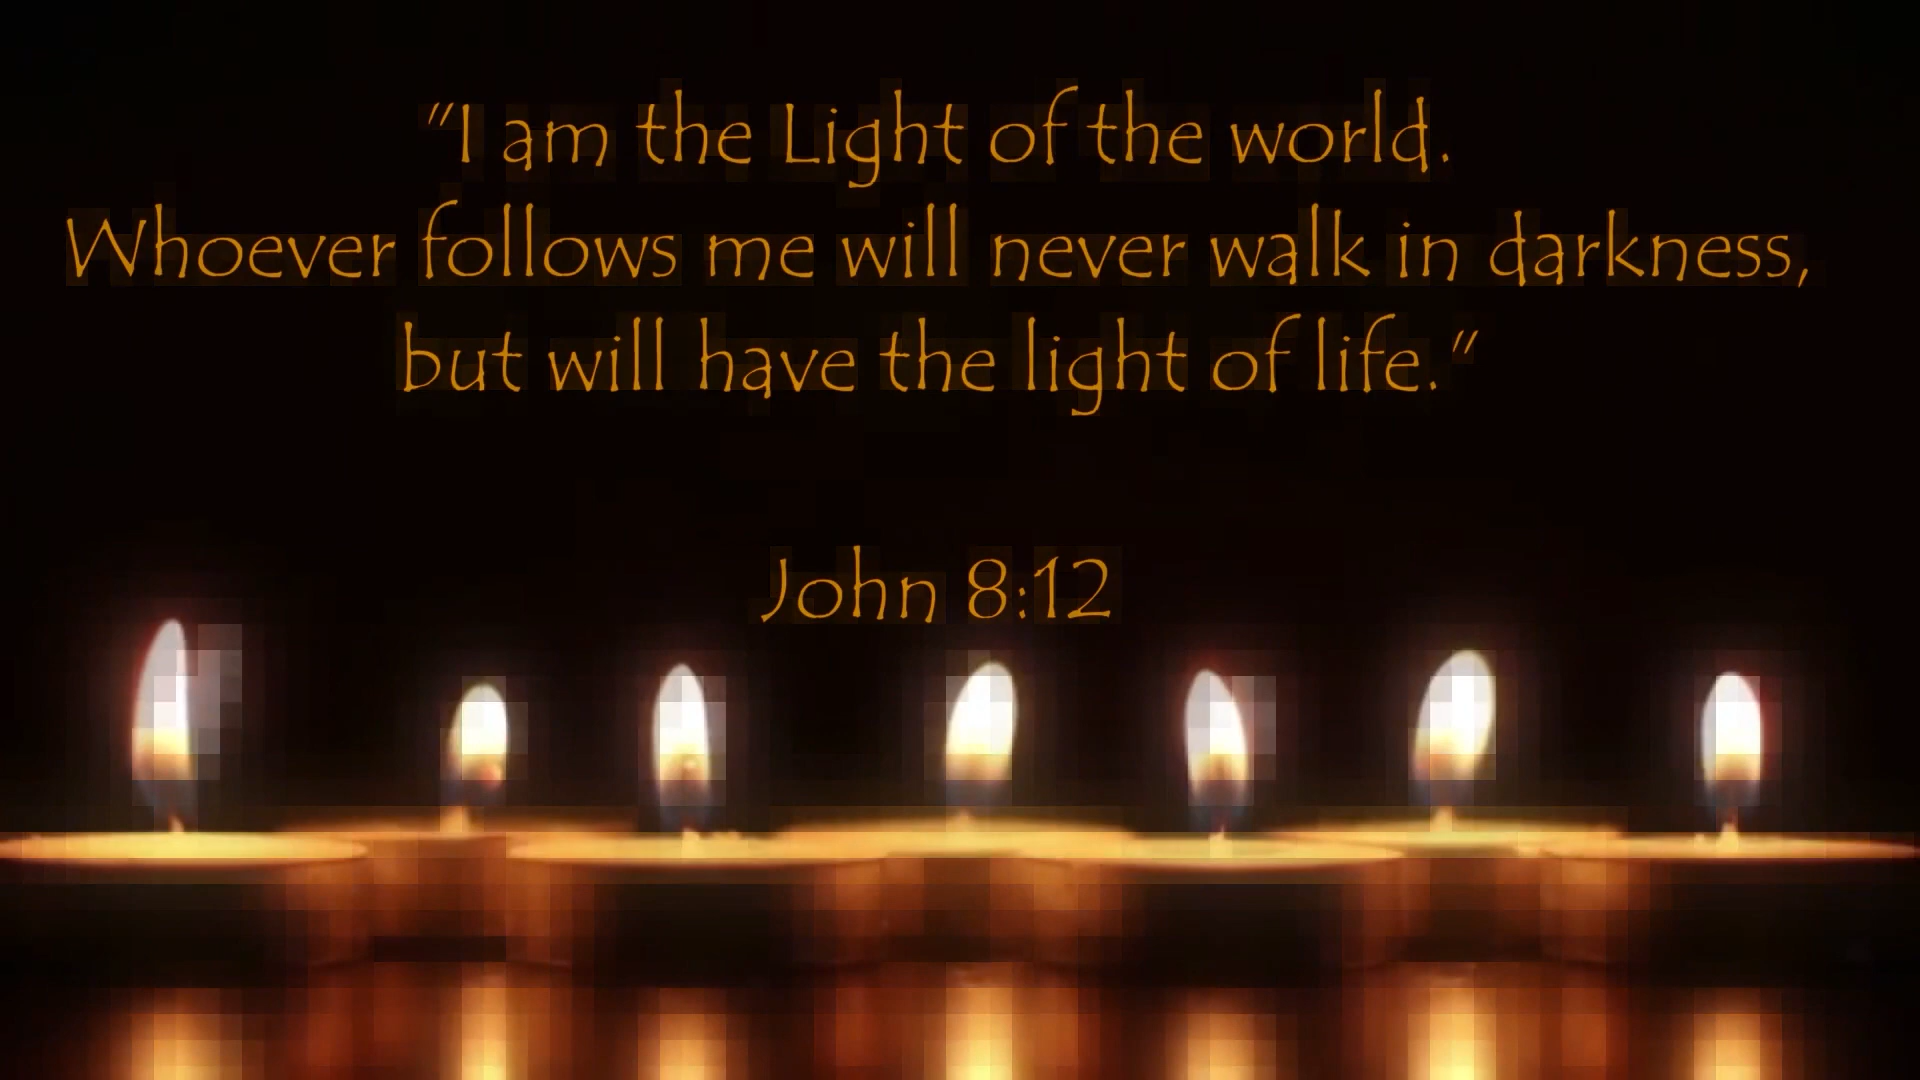 "I am the Light of the world.
Whoever follows me will never walk in darkness,
but will have the light of life."
John 8:12